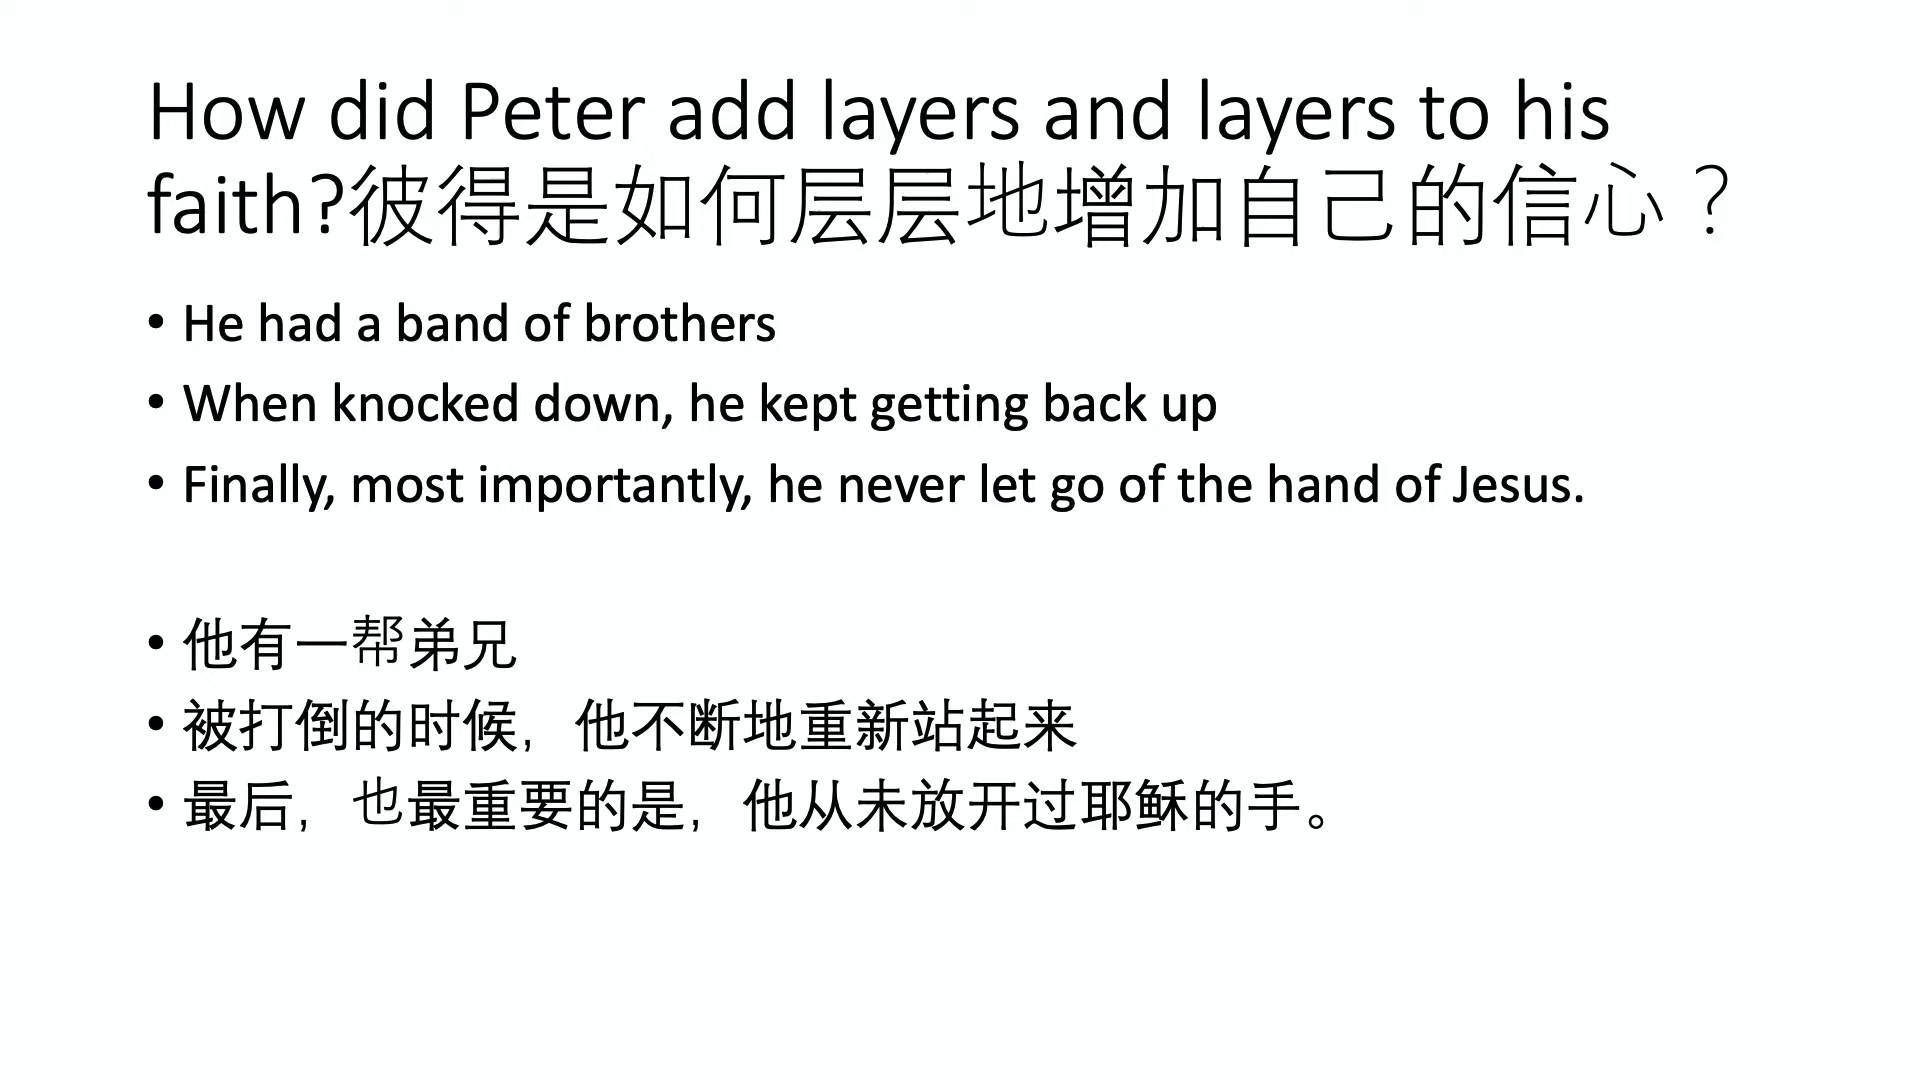 How did Peter add layers and layers to his
faith?彼得是如何层层地增加自己的信心？
• He had a band of brothers
• When knocked down, he kept getting back up
• Finally, most importantly, he never let go of the hand of Jesus.
• 他有一帮弟兄
• 被打倒的时候，他不断地重新站起来
• 最后，也最重要的是，他从未放开过耶稣的手。